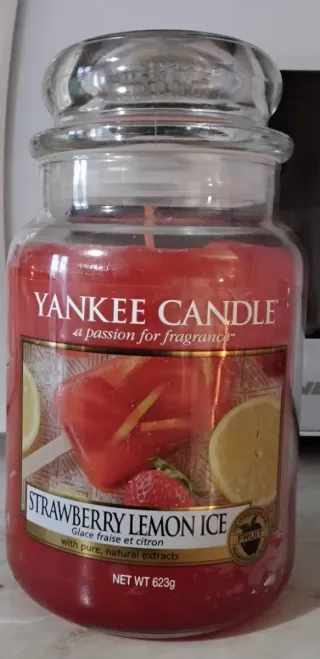 YANKEE CANDLE
a passion for fragrance™
STRAWBERRY LEMON ICE
Glace fraise et citron
with pure, natural extracts
FRUIT
NET WT 623g